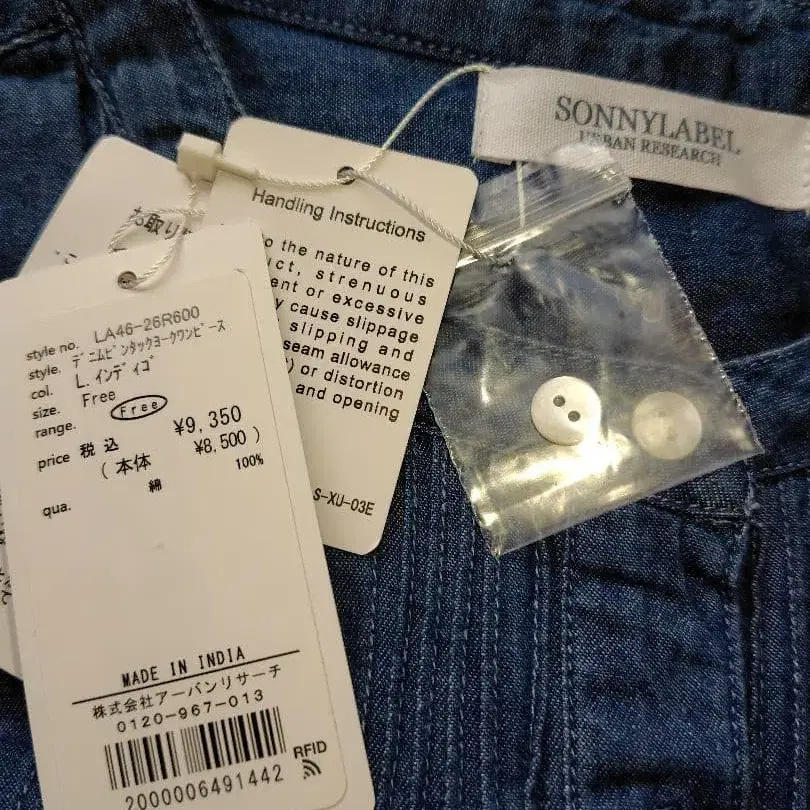 SONNYLABEL
URBAN RESEARCH
Handling Instructions
to the nature of this
strenuous
or excessive
cause slippage
slipping and
seam allowance
or distortion
and opening
S-XU-03E
style no. LA46-26R600
style. デニムピンタックヨークワンピース
col. L.インディゴ
size. Free
range. Free
price 税込 ¥9,350
(本体 ¥8,500)
綿 100%
qua.
MADE IN INDIA
株式会社アーバンリサーチ
0120-967-013
RFID
2000006491442